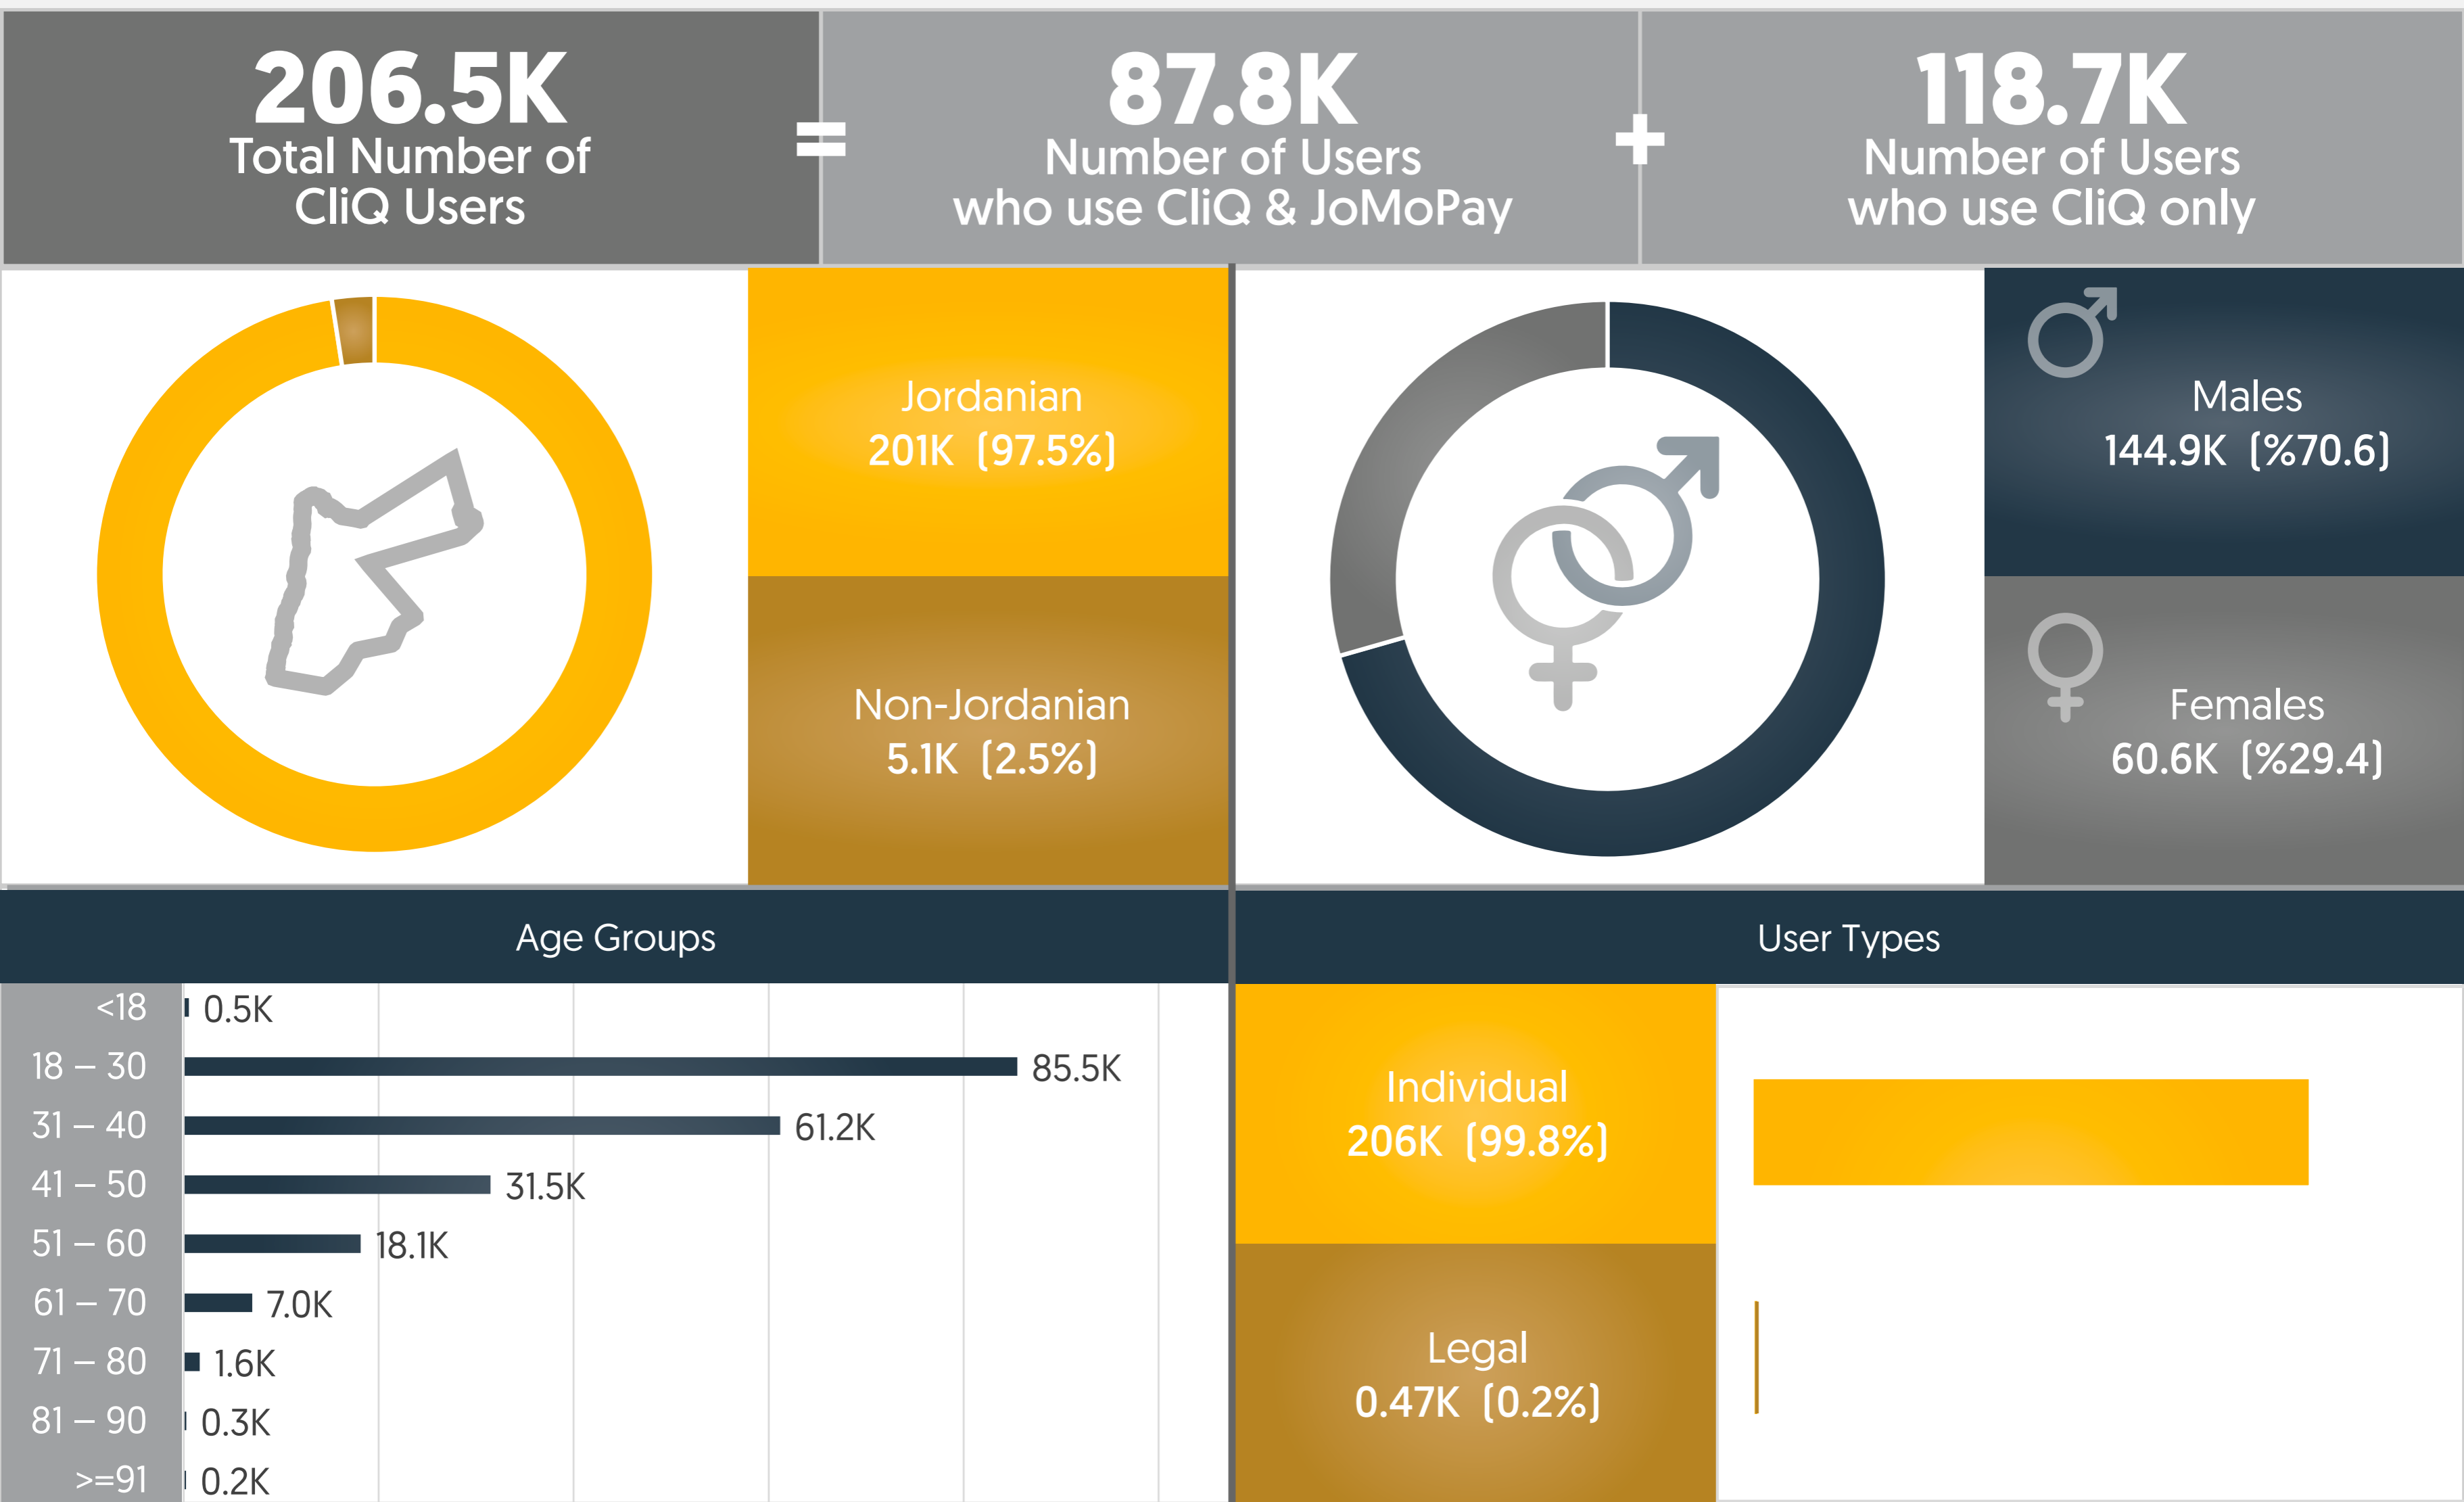 206.5K
Total Number of
CliQ Users
=
87.8K
Number of Users
who use CliQ & JoMoPay
+
118.7K
Number of Users
who use CliQ only
Jordanian
201K (97.5%)
Non-Jordanian
5.1K (2.5%)
Males
144.9K (%70.6)
Females
60.6K (%29.4)
Age Groups
<18 0.5K
18 – 30 85.5K
31 – 40 61.2K
41 – 50 31.5K
51 – 60 18.1K
61 – 70 7.0K
71 – 80 1.6K
81 – 90 0.3K
>=91 0.2K
User Types
Individual
206K (99.8%)
Legal
0.47K (0.2%)